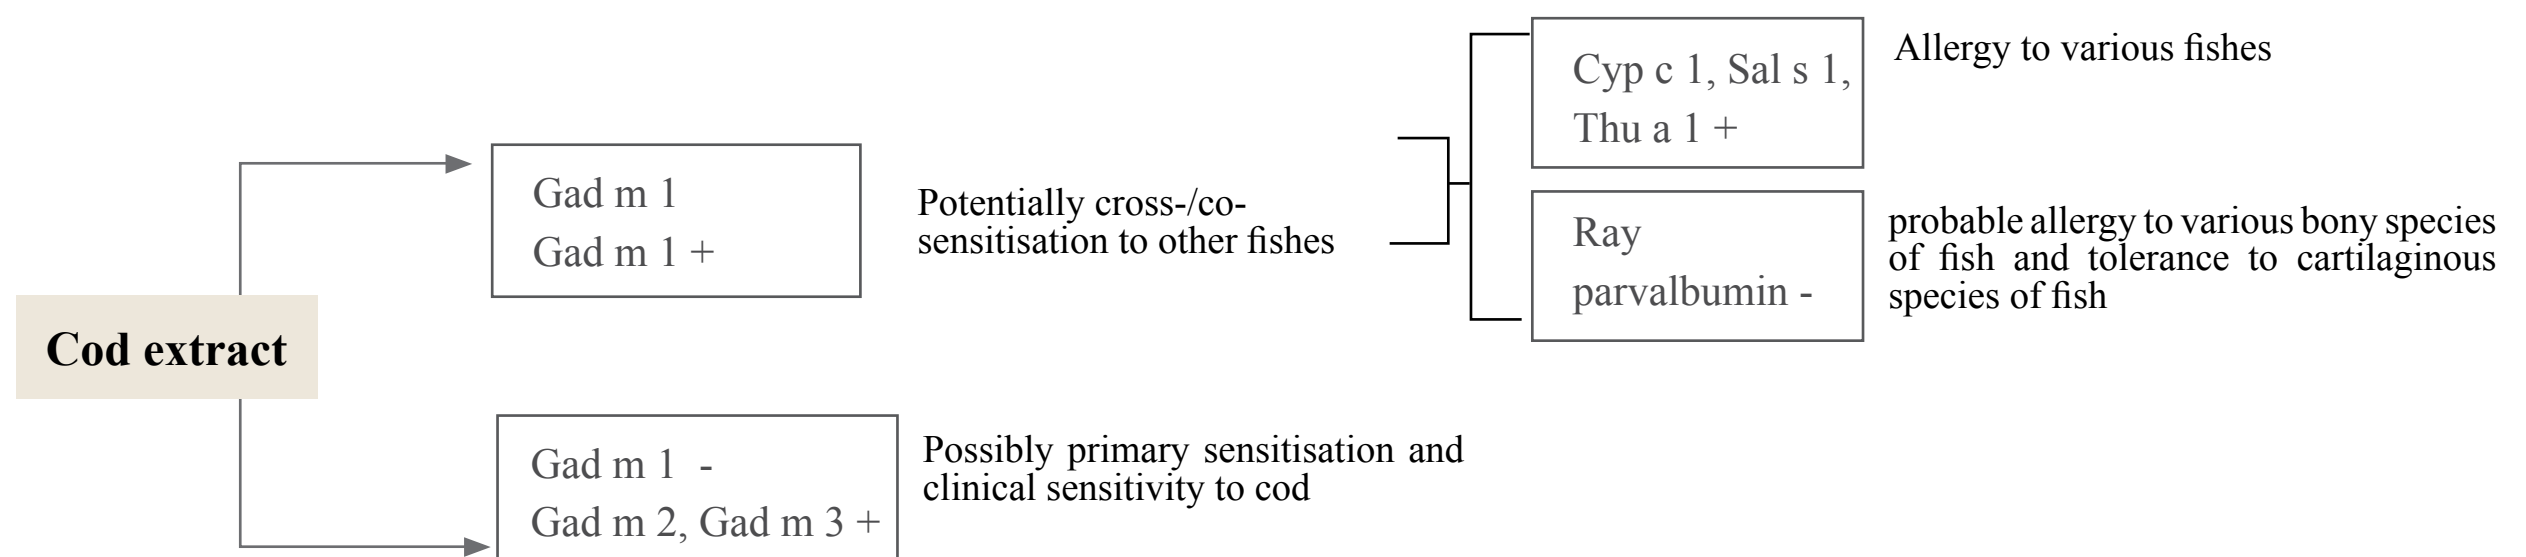 Cod extract
Gad m 1
Gad m 1 +
Potentially cross-/co-
sensitisation to other fishes
Cyp c 1, Sal s 1,
Thu a 1 +
Allergy to various fishes
Ray
parvalbumin -
probable allergy to various bony species
of fish and tolerance to cartilaginous
species of fish
Gad m 1 -
Gad m 2, Gad m 3 +
Possibly primary sensitisation and
clinical sensitivity to cod